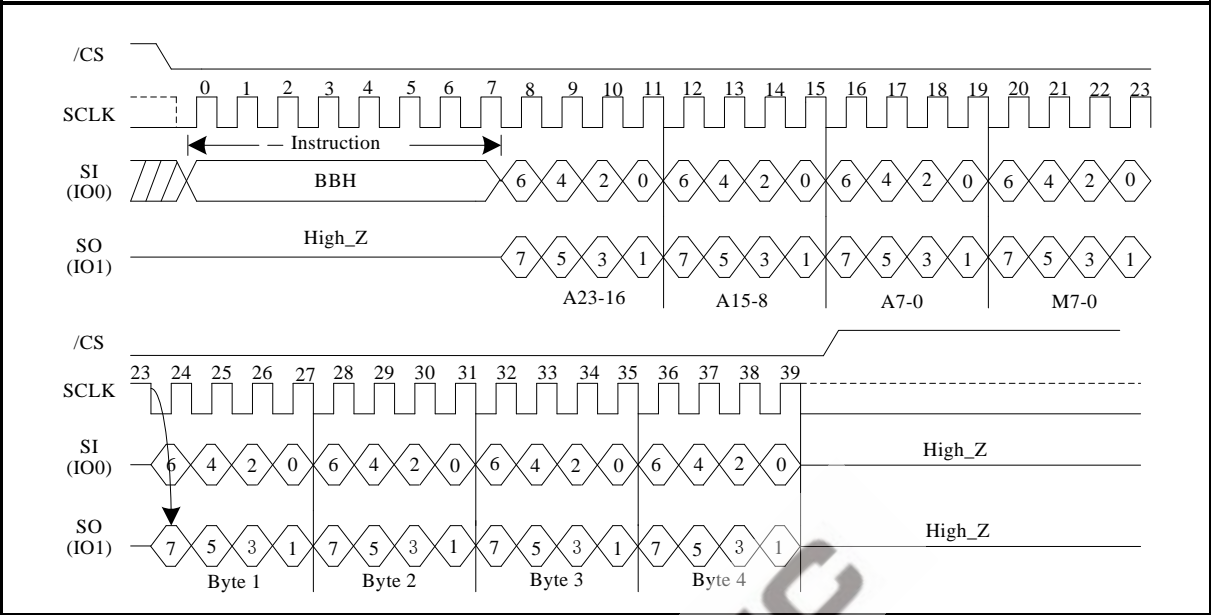 /CS
0 1 2 3 4 5 6 7 8 9 10 11 12 13 14 15 16 17 18 19 20 21 22 23
SCLK
Instruction
SI
(IO0)
BBH
6 4 2 0 6 4 2 0 6 4 2 0 6 4 2 0
SO
(IO1)
High_Z
7 5 3 1 7 5 3 1 7 5 3 1 7 5 3 1
A23-16 A15-8 A7-0 M7-0
/CS
23 24 25 26 27 28 29 30 31 32 33 34 35 36 37 38 39
SCLK
SI
(IO0)
6 4 2 0 6 4 2 0 6 4 2 0 6 4 2 0
High_Z
SO
(IO1)
7 5 3 1 7 5 3 1 7 5 3 1 7 5 3 1
High_Z
Byte 1 Byte 2 Byte 3 Byte 4